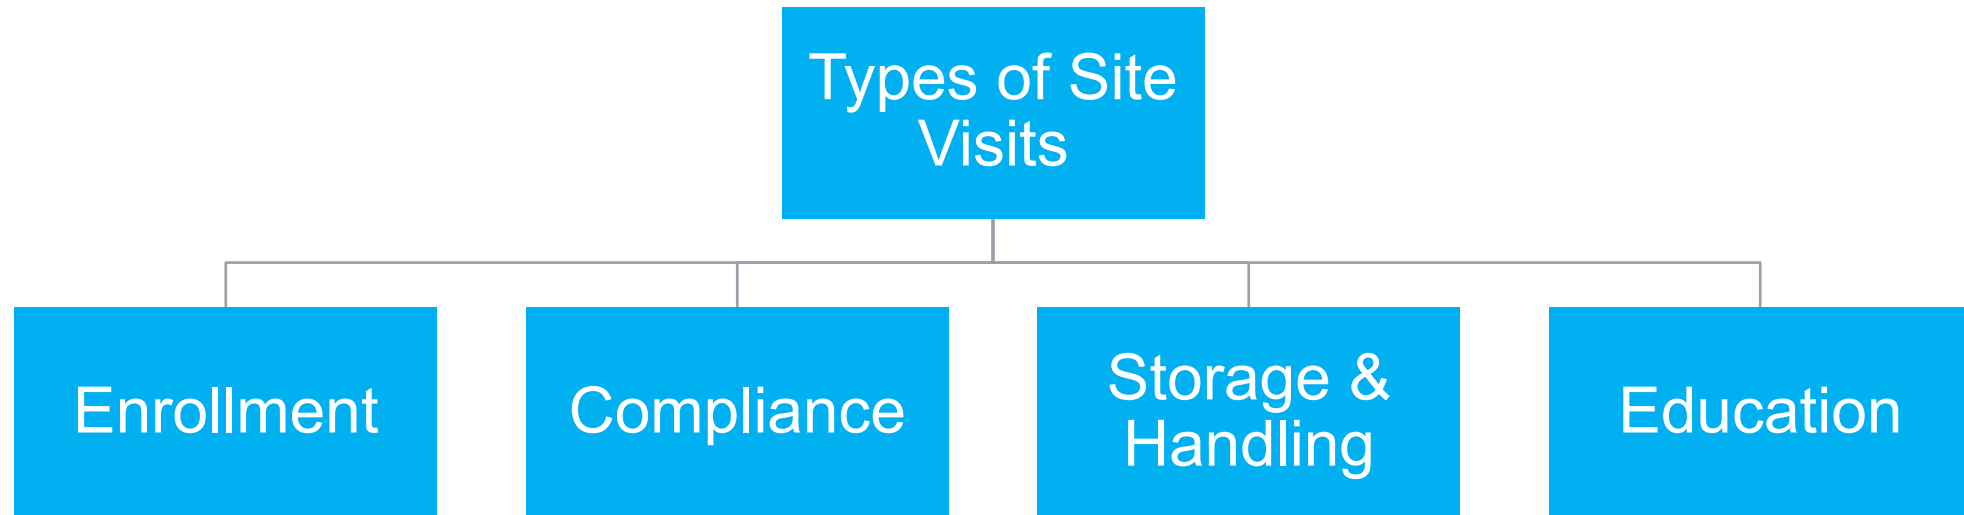 Types of Site
Visits
Enrollment
Compliance
Storage &
Handling
Education